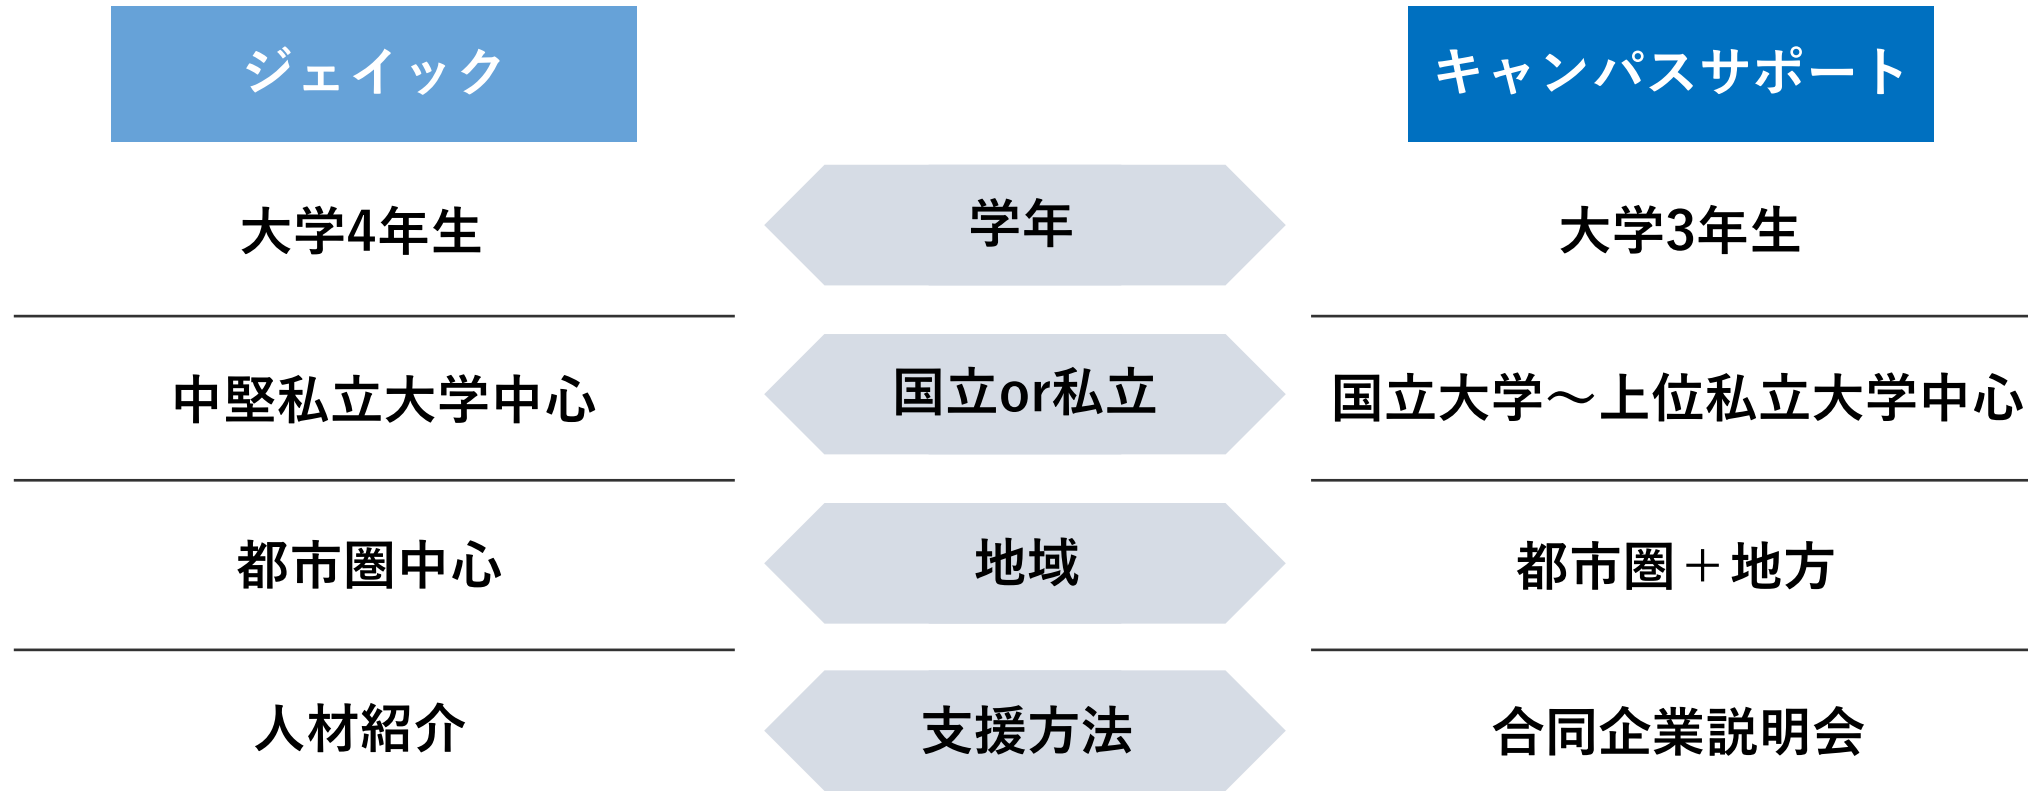 ジェイック
キャンパスサポート
大学4年生
学年
大学3年生
中堅私立大学中心
国立or私立
国立大学～上位私立大学中心
都市圏中心
地域
都市圏＋地方
人材紹介
支援方法
合同企業説明会